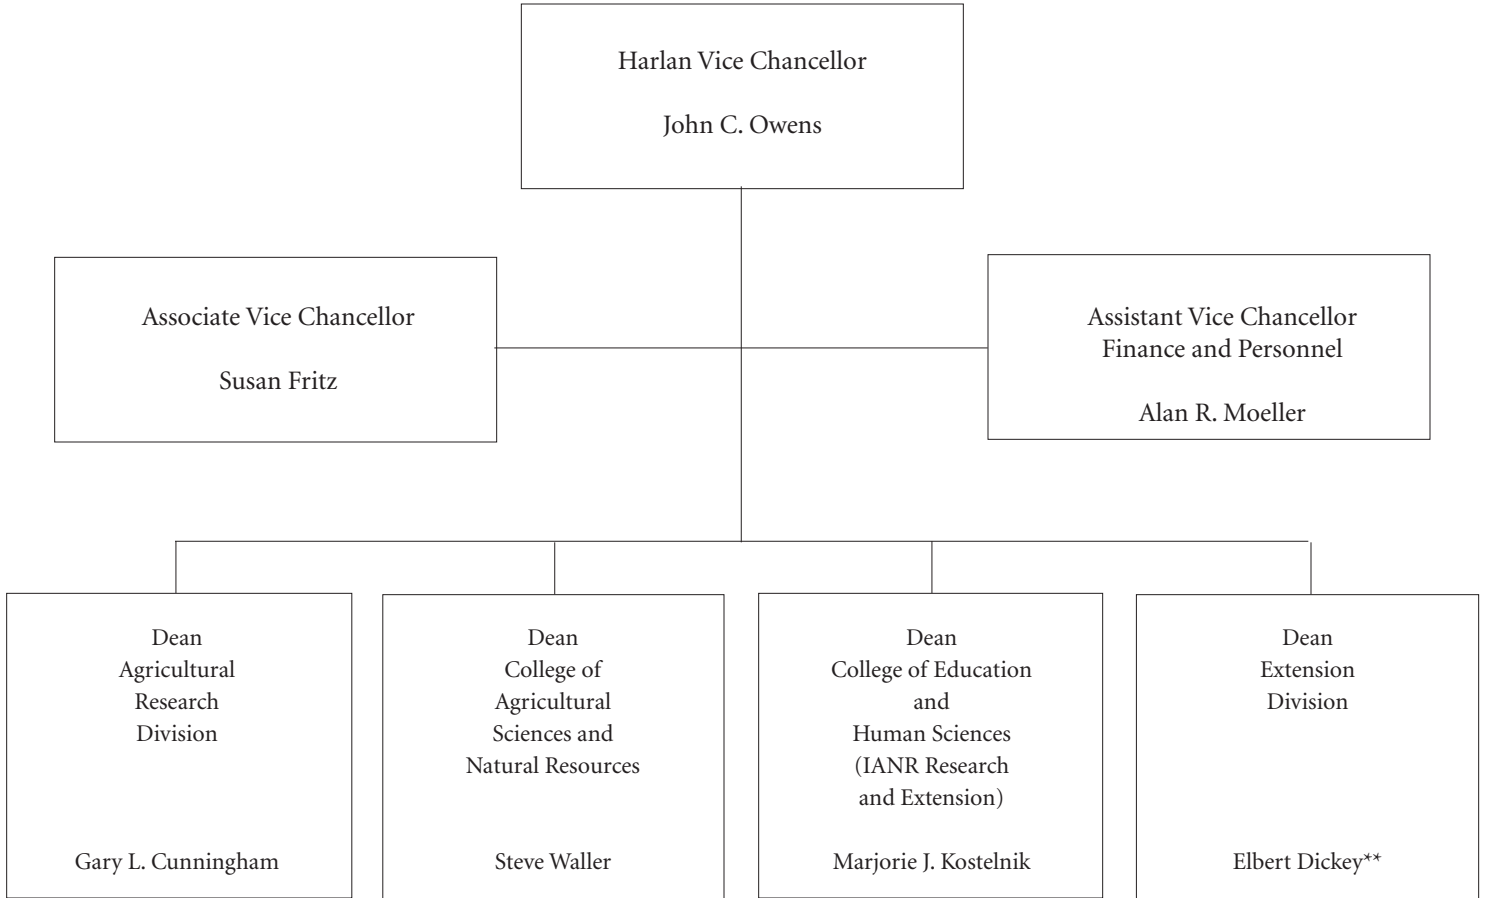 Harlan Vice Chancellor
John C. Owens
Associate Vice Chancellor
Susan Fritz
Assistant Vice Chancellor
Finance and Personnel
Alan R. Moeller
Dean
Agricultural
Research
Division
Gary L. Cunningham
Dean
College of
Agricultural
Sciences and
Natural Resources
Steve Waller
Dean
College of Education
and
Human Sciences
(IANR Research
and Extension)
Marjorie J. Kostelnik
Dean
Extension
Division
Elbert Dickey**